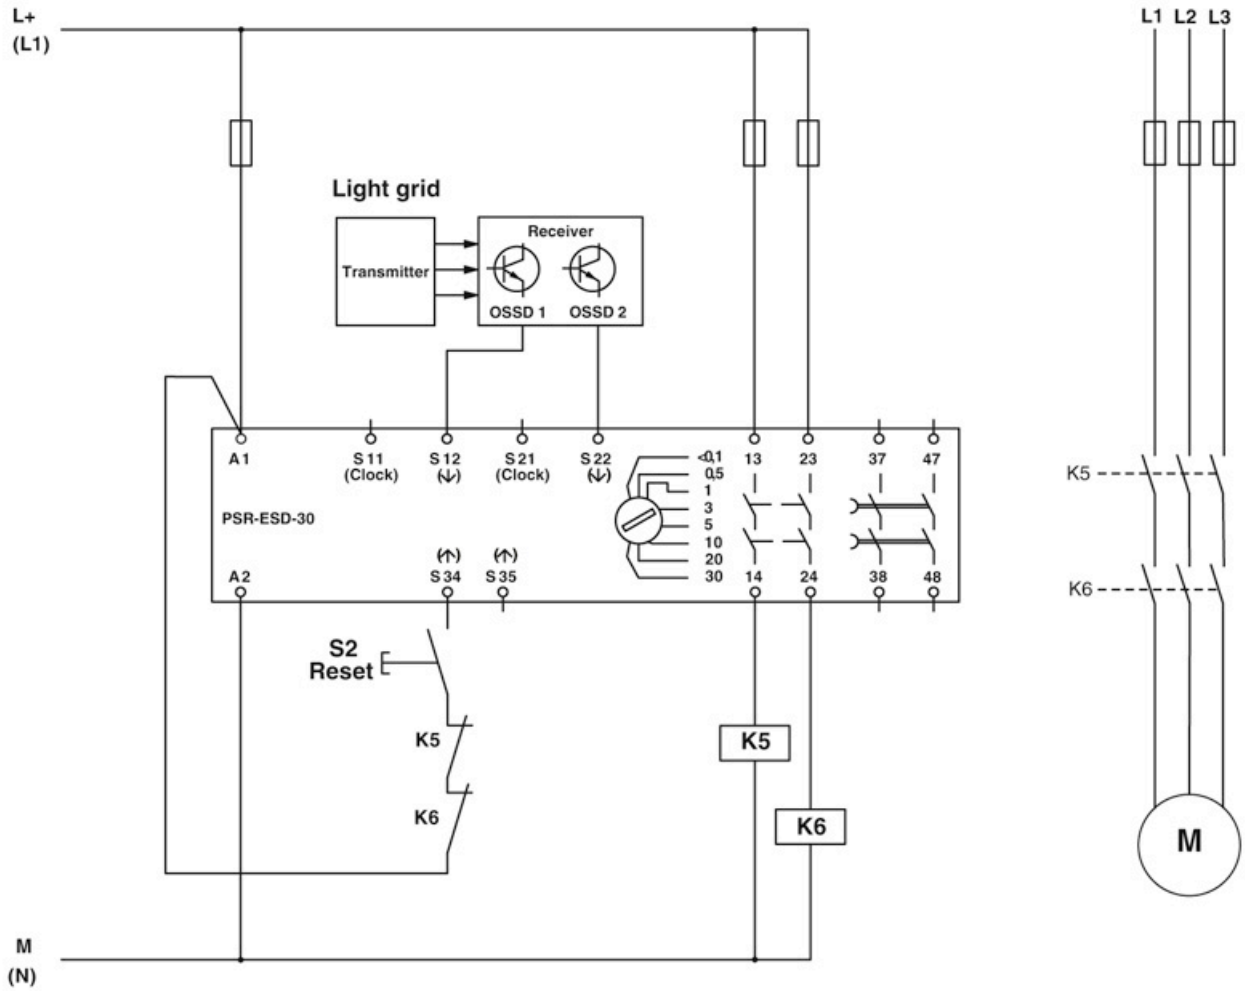 L+
(L1)
L1 L2 L3
Light grid
Transmitter
Receiver
OSSD 1 OSSD 2
A1 S11 S12 S21 S22 <0,1 13 23 37 47
(Clock) (↓) (Clock) (↓) 0,5
1
3
PSR-ESD-30 5
10
(↑) (↑) 20
A2 S34 S35 30 14 24 38 48
K5
K6
S2
Reset
K5
K6
K5
K6
M
M
(N)